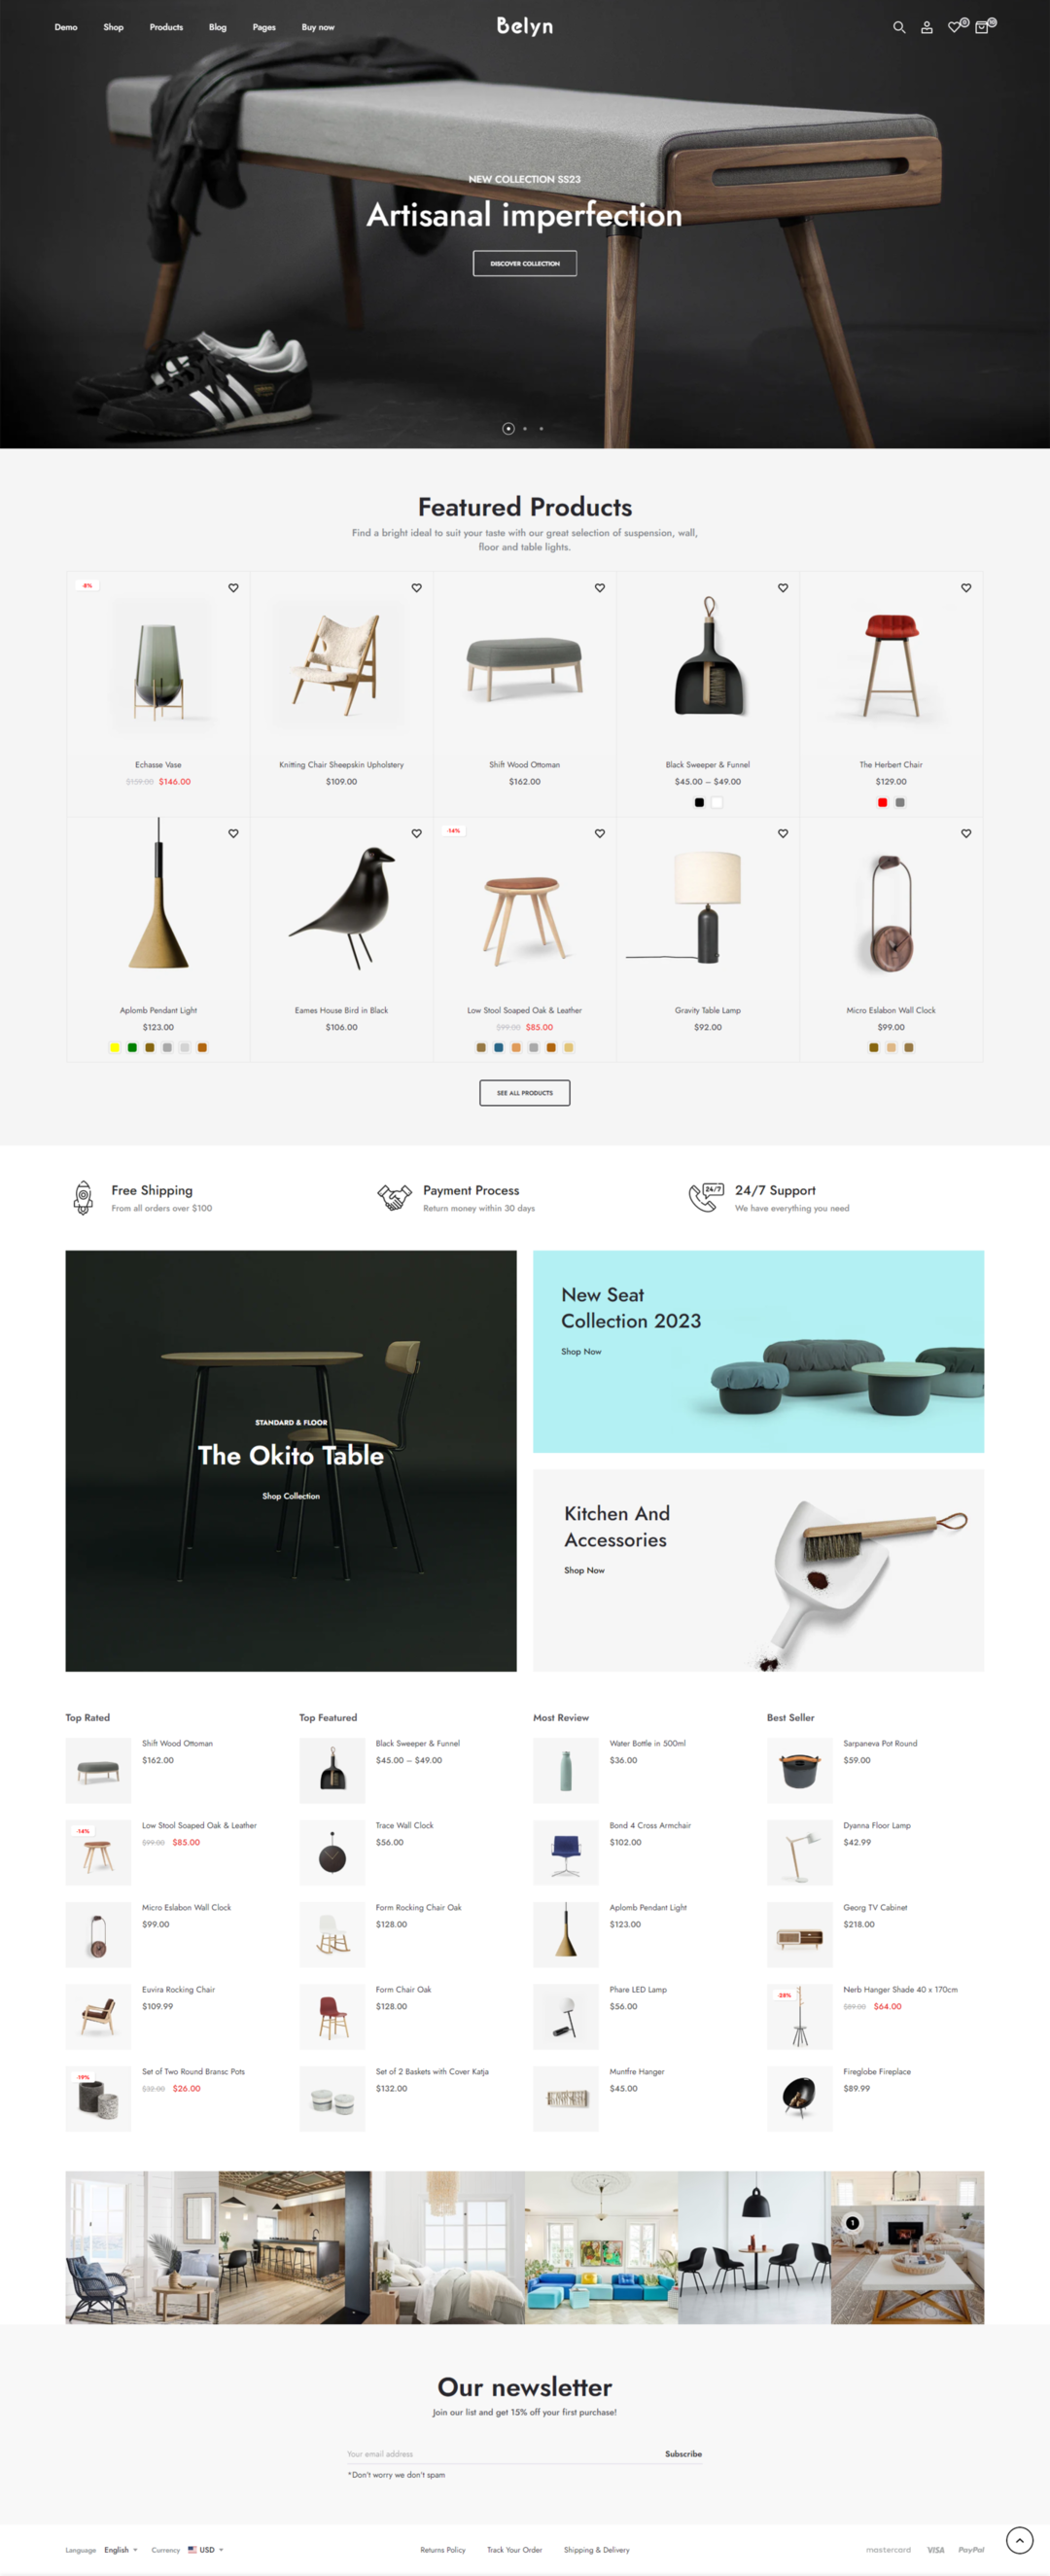 Demo Shop Products Blog Pages Buy now
Belyn
NEW COLLECTION SS23
Artisanal imperfection
DISCOVER COLLECTION
Featured Products
Find a bright ideal to suit your taste with our great selection of suspension, wall,
floor and table lights.
-8%
Echasse Vase
$159.00 $146.00
Knitting Chair Sheepskin Upholstery
$109.00
Shift Wood Ottoman
$162.00
Black Sweeper & Funnel
$45.00 – $49.00
The Herbert Chair
$129.00
Aplomb Pendant Light
$123.00
Eames House Bird in Black
$106.00
-14%
Low Stool Soaped Oak & Leather
$99.00 $85.00
Gravity Table Lamp
$92.00
Micro Eslabon Wall Clock
$99.00
SEE ALL PRODUCTS
Free Shipping
From all orders over $100
Payment Process
Return money within 30 days
24/7
24/7 Support
We have everything you need
STANDARD & FLOOR
The Okito Table
Shop Collection
New Seat
Collection 2023
Shop Now
Kitchen And
Accessories
Shop Now
Top Rated
Shift Wood Ottoman
$162.00
-14%
Low Stool Soaped Oak & Leather
$99.00 $85.00
Micro Eslabon Wall Clock
$99.00
Euvira Rocking Chair
$109.99
-19%
Set of Two Round Bransc Pots
$32.00 $26.00
Top Featured
Black Sweeper & Funnel
$45.00 – $49.00
Trace Wall Clock
$56.00
Form Rocking Chair Oak
$128.00
Form Chair Oak
$128.00
Set of 2 Baskets with Cover Katja
$132.00
Most Review
Water Bottle in 500ml
$36.00
Bond 4 Cross Armchair
$102.00
Aplomb Pendant Light
$123.00
Phare LED Lamp
$56.00
Muntfre Hanger
$45.00
Best Seller
Sarpaneva Pot Round
$59.00
Dyanna Floor Lamp
$42.99
Georg TV Cabinet
$218.00
-28%
Nerb Hanger Shade 40 x 170cm
$89.00 $64.00
Fireglobe Fireplace
$89.99
1
Our newsletter
Join our list and get 15% off your first purchase!
Your email address Subscribe
*Don't worry we don't spam
Language English Currency USD
Returns Policy Track Your Order Shipping & Delivery
mastercard VISA PayPal